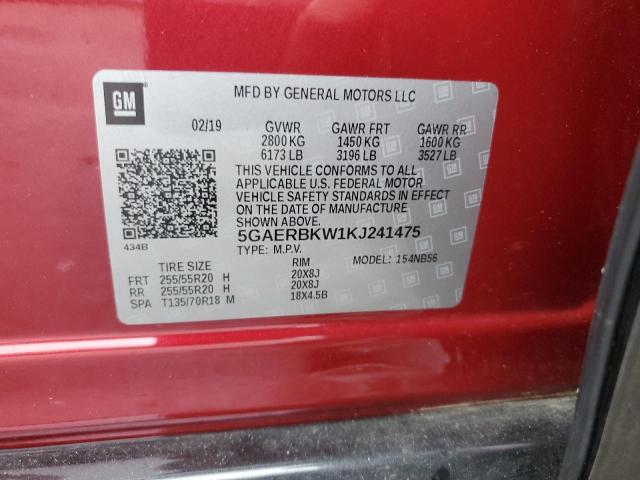 GM
MFD BY GENERAL MOTORS LLC
02/19 GVWR GAWR FRT GAWR RR
2800 KG 1450 KG 1600 KG
6173 LB 3196 LB 3527 LB
THIS VEHICLE CONFORMS TO ALL
APPLICABLE U.S. FEDERAL MOTOR
VEHICLE SAFETY STANDARDS IN EFFECT
ON THE DATE OF MANUFACTURE
SHOWN ABOVE.
434B 5GAERBKW1KJ241475
TYPE: M.P.V. MODEL: 154NB56
TIRE SIZE RIM
FRT 255/55R20 H 20X8J
RR 255/55R20 H 20X8J
SPA T135/70R18 M 18X4.5B